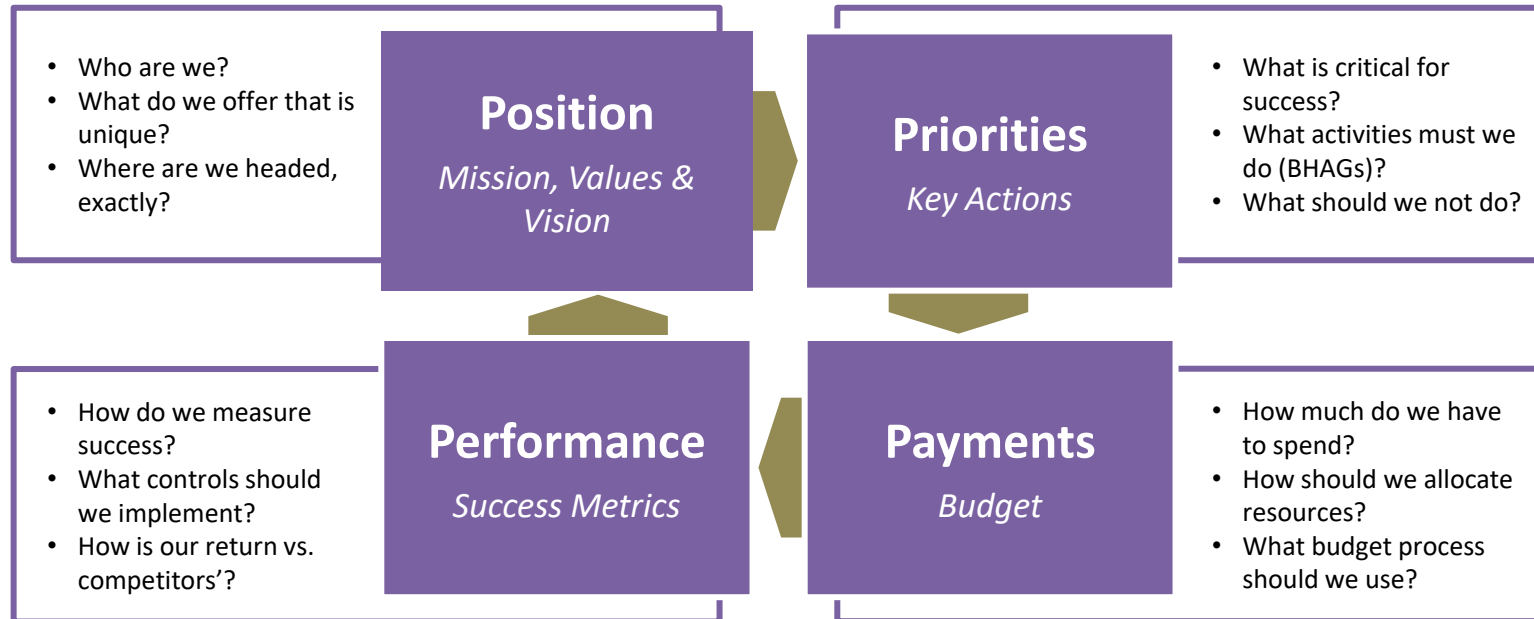 • Who are we?
• What do we offer that is
unique?
• Where are we headed,
exactly?
Position
Mission, Values &
Vision
Priorities
Key Actions
• What is critical for
success?
• What activities must we
do (BHAGs)?
• What should we not do?
• How do we measure
success?
• What controls should
we implement?
• How is our return vs.
competitors’?
Performance
Success Metrics
Payments
Budget
• How much do we have
to spend?
• How should we allocate
resources?
• What budget process
should we use?